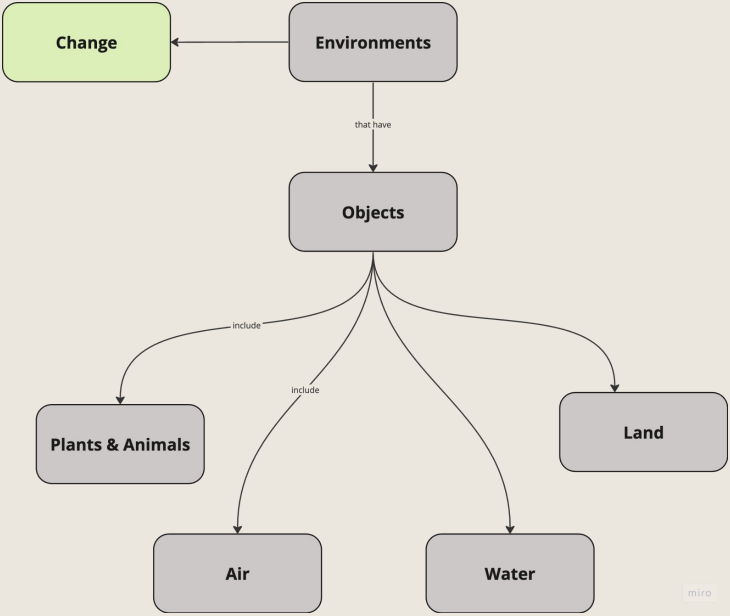 Change
Environments
that have
Objects
include
include
Land
Plants & Animals
Air
Water
miro